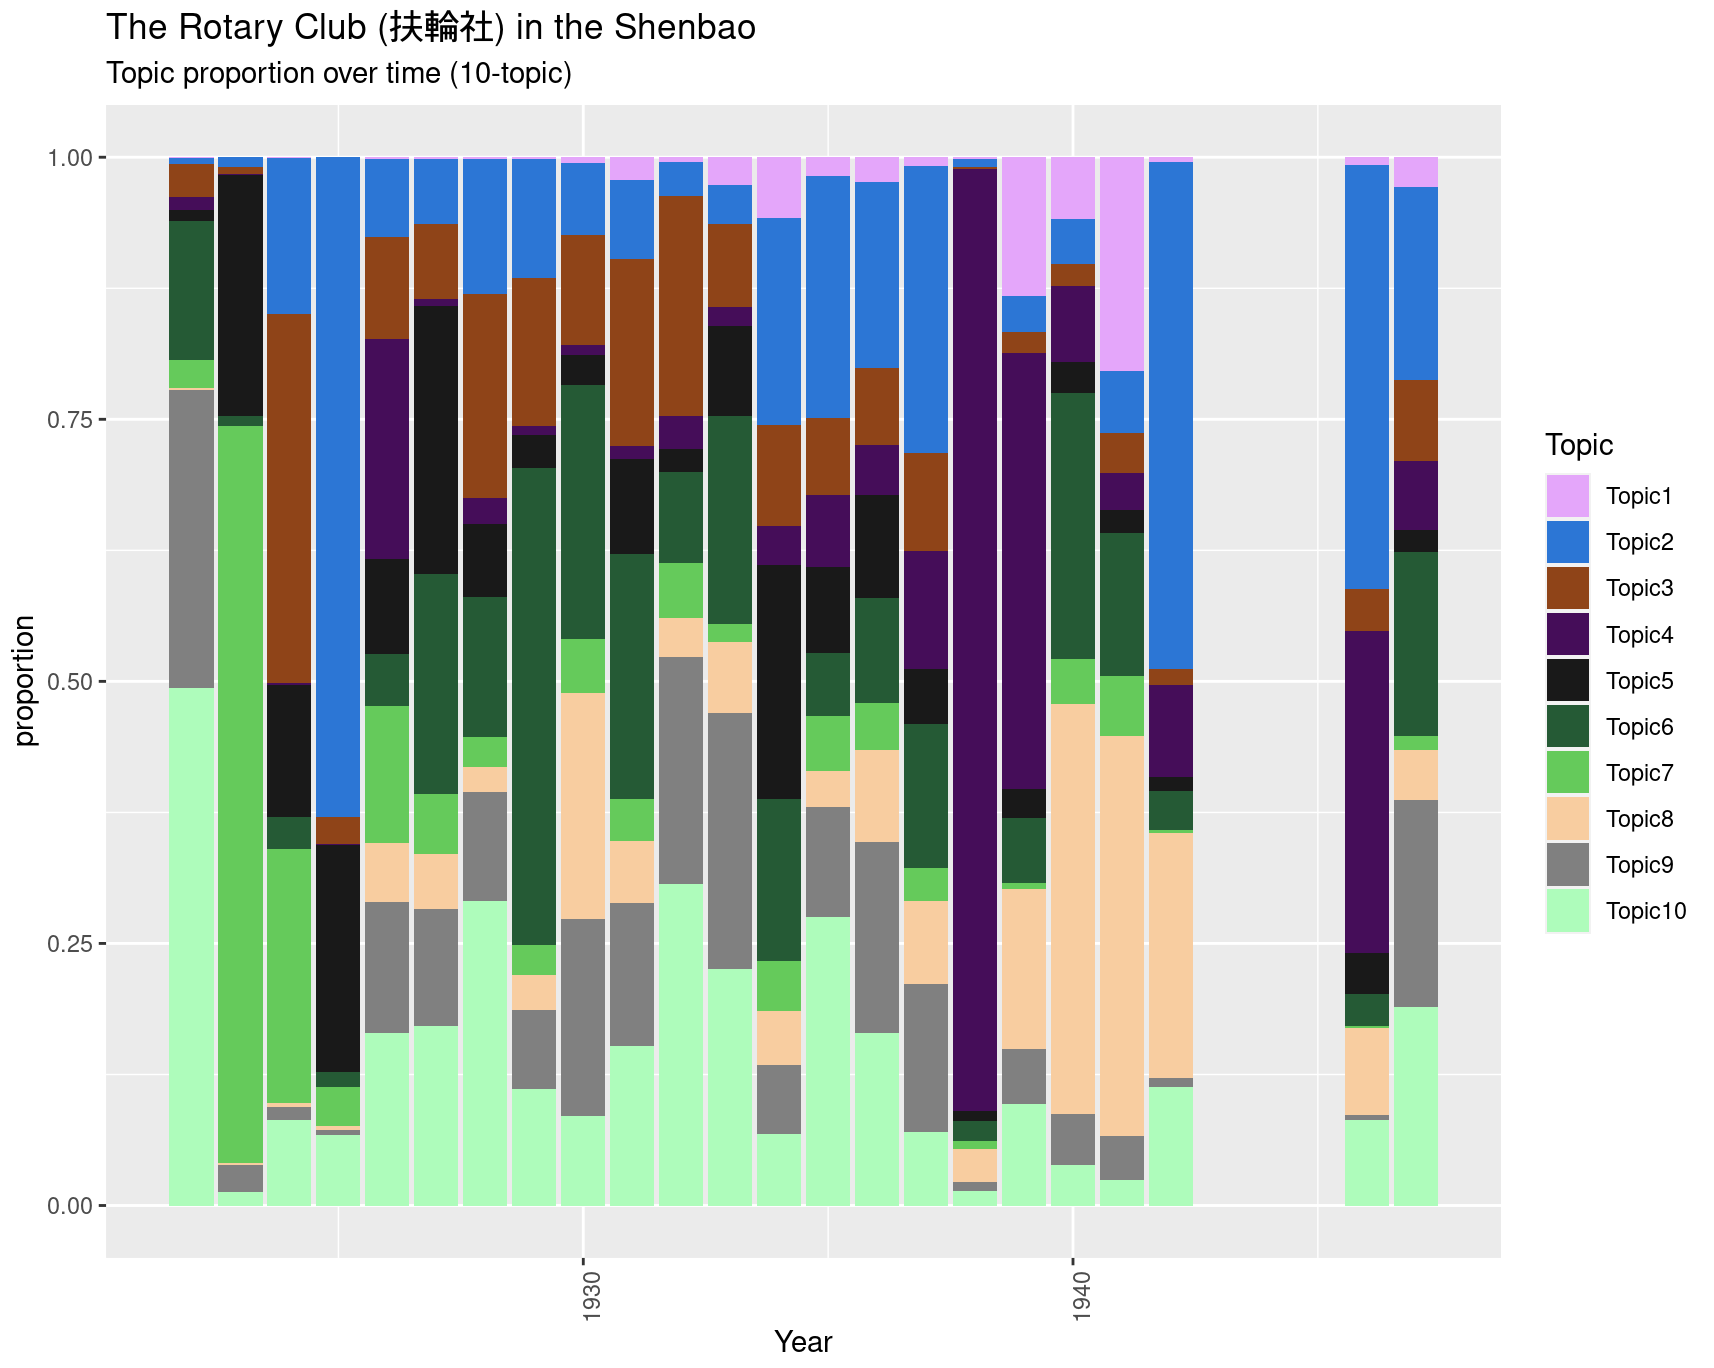 The Rotary Club (扶輪社) in the Shenbao
Topic proportion over time (10-topic)
proportion
1.00
0.75
0.50
0.25
0.00
1930
1940
Year
Topic
Topic1
Topic2
Topic3
Topic4
Topic5
Topic6
Topic7
Topic8
Topic9
Topic10